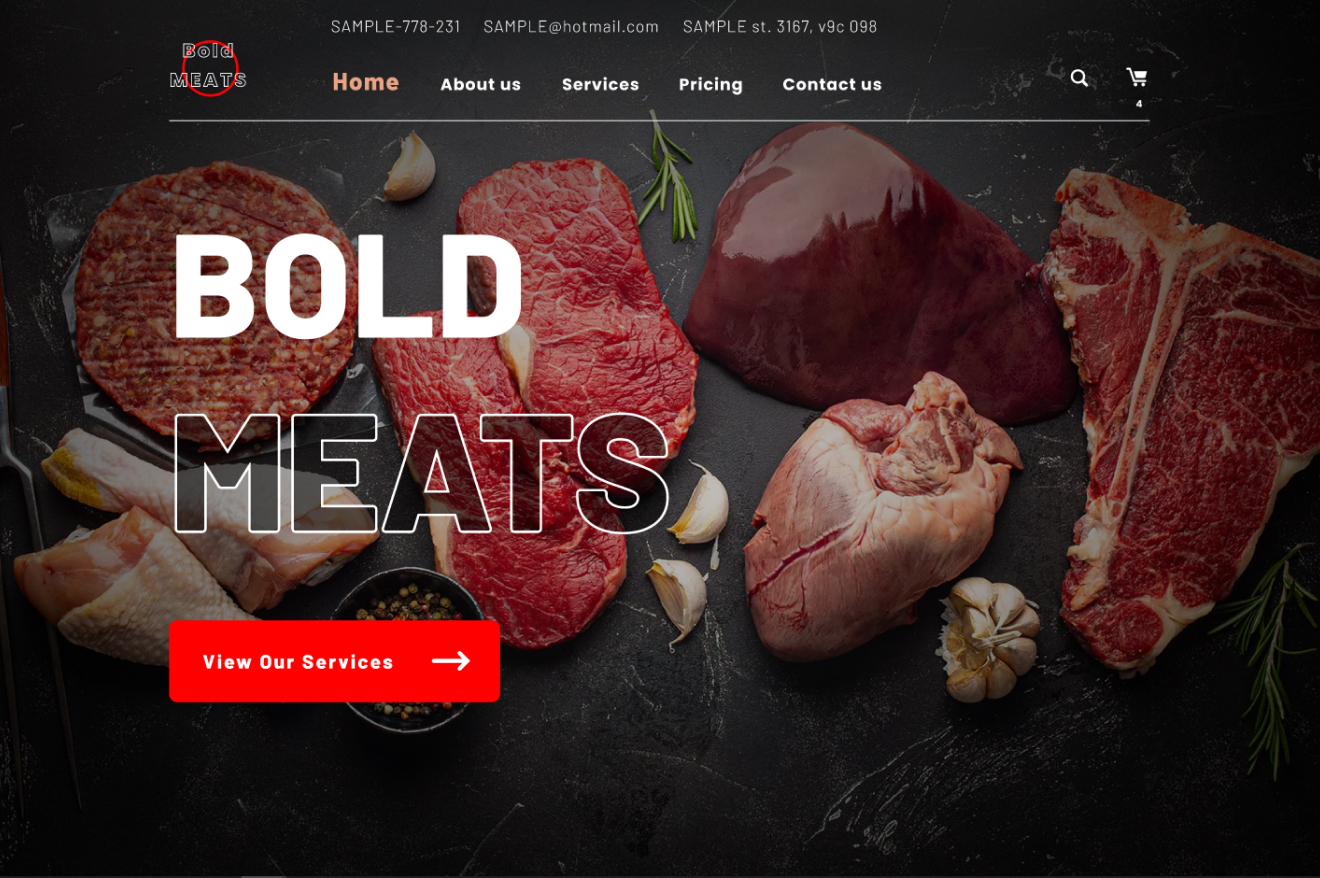 SAMPLE-778-231 SAMPLE@hotmail.com SAMPLE st. 3167, v9c 098
Bold
MEATS
Home About us Services Pricing Contact us
4
BOLD
MEATS
View Our Services